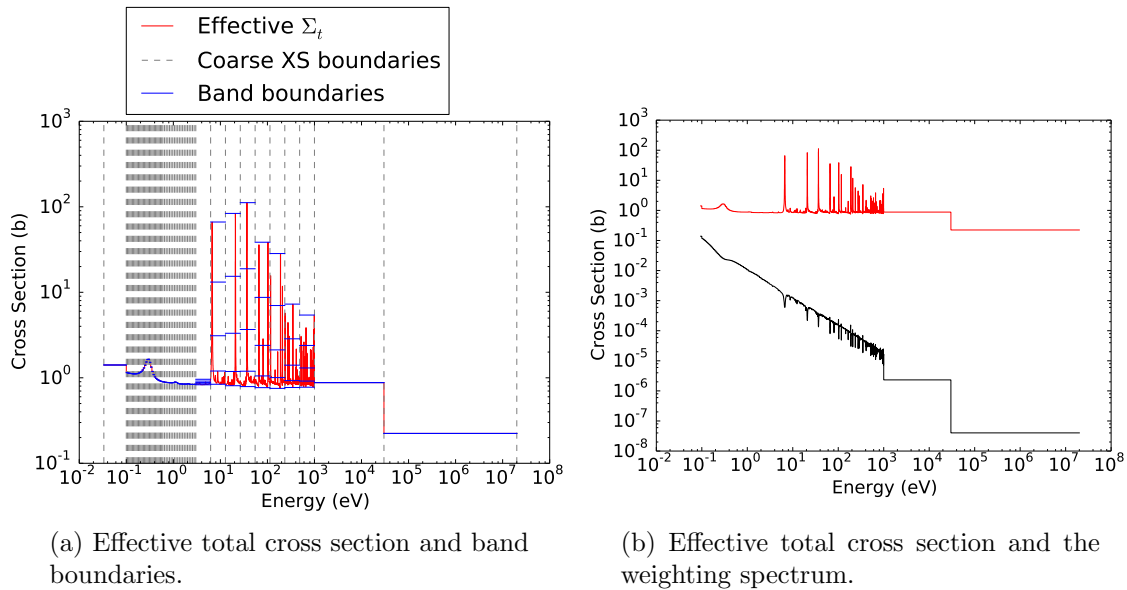 Effective Σt
Coarse XS boundaries
Band boundaries
10^3
10^2
10^1
10^0
10^-1
Cross Section (b)
10^-2 10^-1 10^0 10^1 10^2 10^3 10^4 10^5 10^6 10^7 10^8
Energy (eV)
(a) Effective total cross section and band
boundaries.
10^3
10^2
10^1
10^0
10^-1
10^-2
10^-3
10^-4
10^-5
10^-6
10^-7
10^-8
Cross Section (b)
10^-2 10^-1 10^0 10^1 10^2 10^3 10^4 10^5 10^6 10^7 10^8
Energy (eV)
(b) Effective total cross section and the
weighting spectrum.